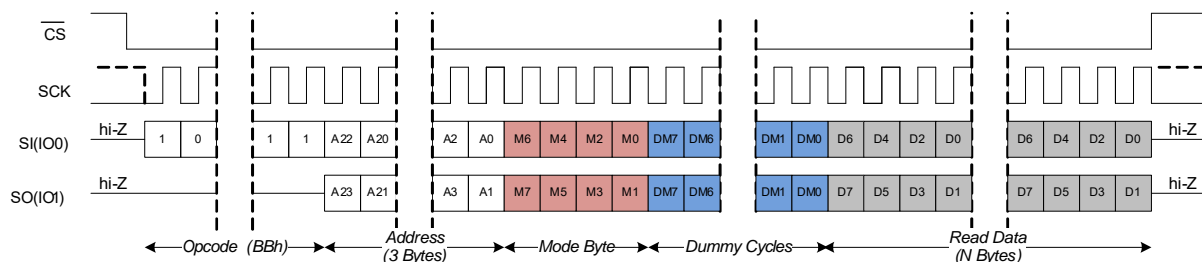 CS
SCK
hi-Z 1 0 1 1 A22 A20 A2 A0 M6 M4 M2 M0 DM7 DM6 DM1 DM0 D6 D4 D2 D0 D6 D4 D2 D0 hi-Z
SI(IO0)
hi-Z A23 A21 A3 A1 M7 M5 M3 M1 DM7 DM6 DM1 DM0 D7 D5 D3 D1 D7 D5 D3 D1 hi-Z
SO(IO1)
Opcode (BBh) Address (3 Bytes) Mode Byte Dummy Cycles Read Data (N Bytes)